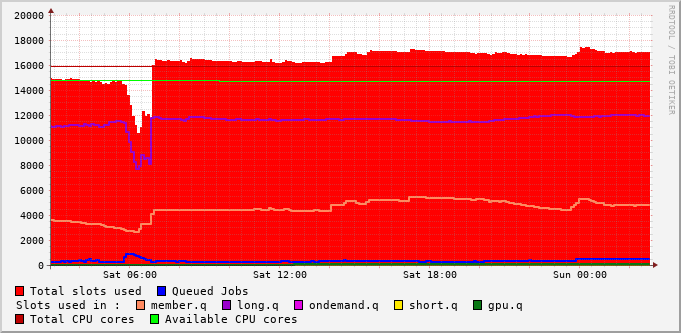 20000
18000
16000
14000
12000
10000
8000
6000
4000
2000
0
Sat 06:00 Sat 12:00 Sat 18:00 Sun 00:00
RRDTOOL / TOBI OETIKER
Total slots used Queued Jobs
Slots used in : member.q long.q ondemand.q short.q gpu.q
Total CPU cores Available CPU cores